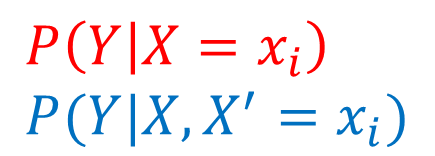 P(Y|X = xᵢ)
P(Y|X, X′ = xᵢ)